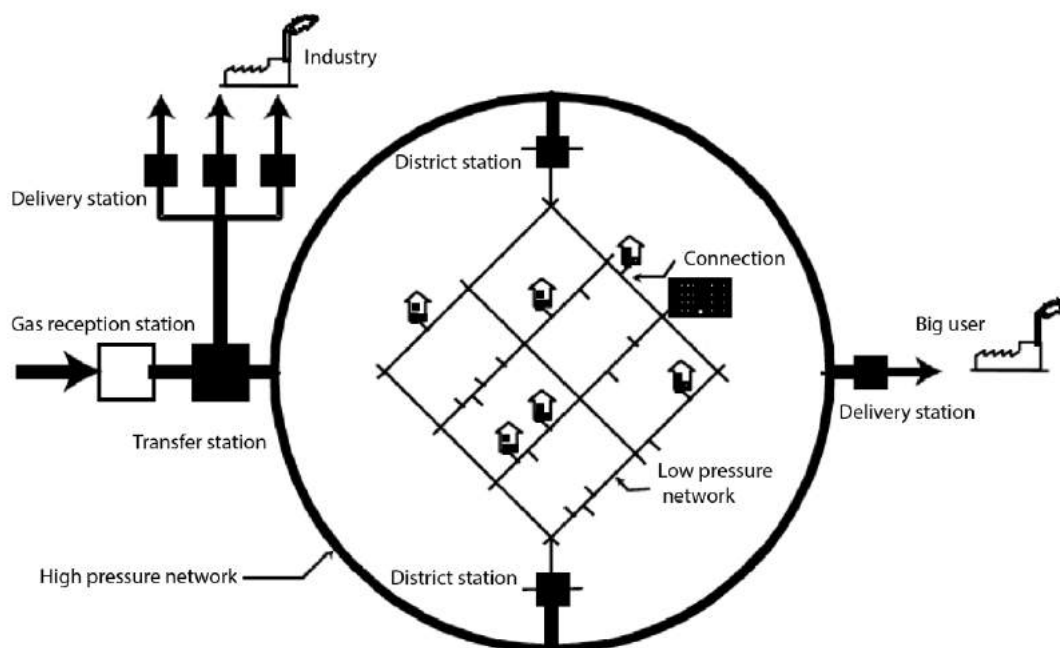 Industry
District station
Delivery station
Connection
Gas reception station
Big user
Delivery station
Transfer station
Low pressure
network
High pressure network
District station